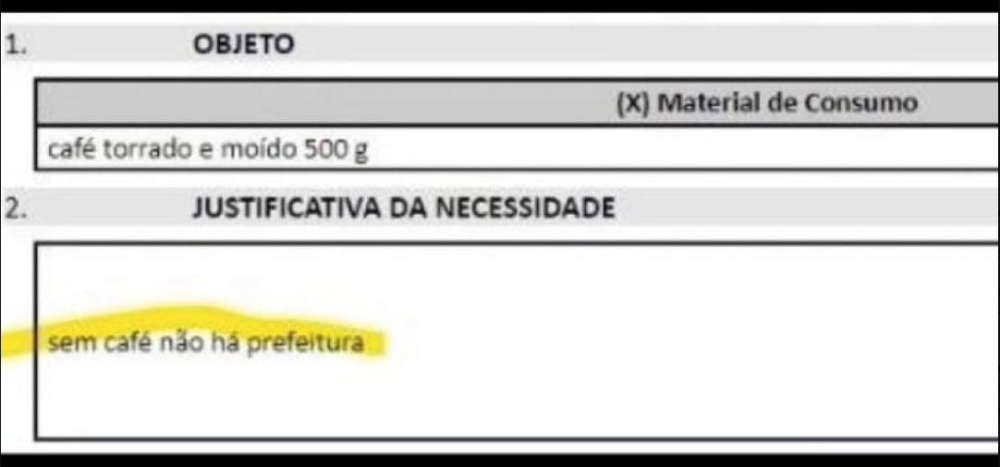 1. OBJETO
(X) Material de Consumo
café torrado e moído 500 g
2. JUSTIFICATIVA DA NECESSIDADE
sem café não há prefeitura